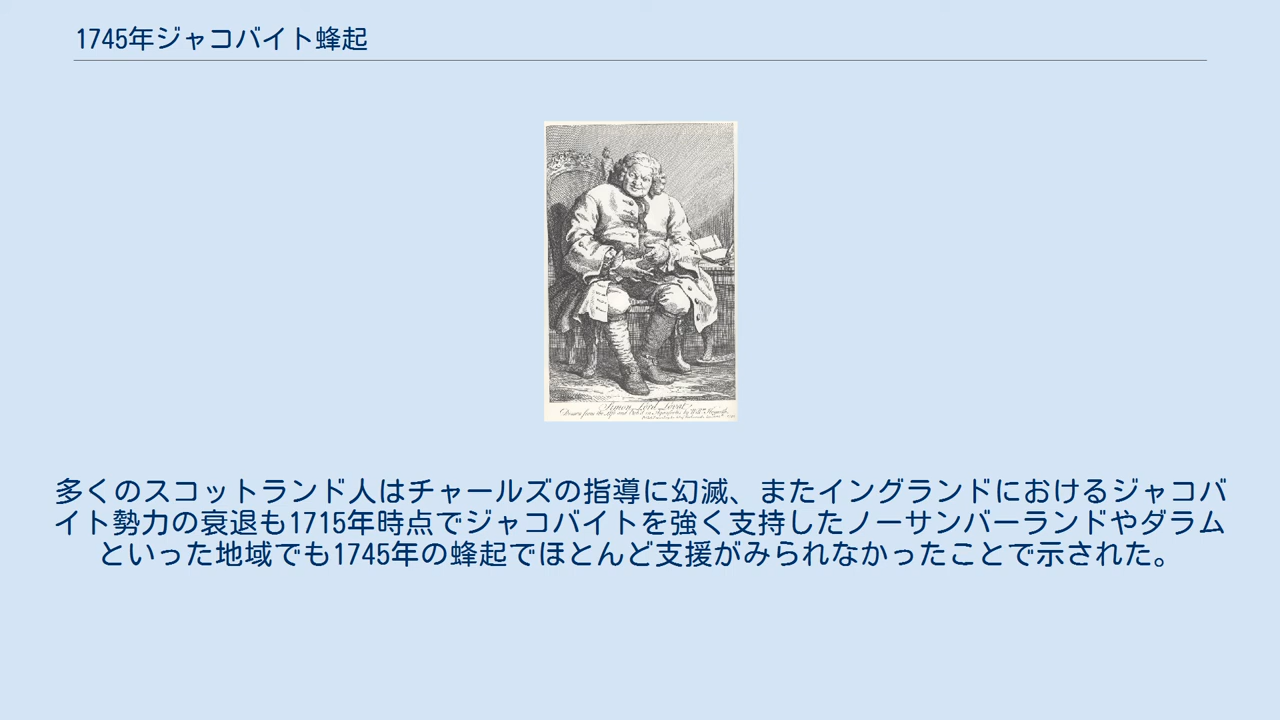 1745年ジャコバイト蜂起
Simon Lord Lovat
多くのスコットランド人はチャールズの指導に幻滅、またイングランドにおけるジャコバ
イト勢力の衰退も1715年時点でジャコバイトを強く支持したノーサンバーランドやダラム
といった地域でも1745年の蜂起でほとんど支援がみられなかったことで示された。